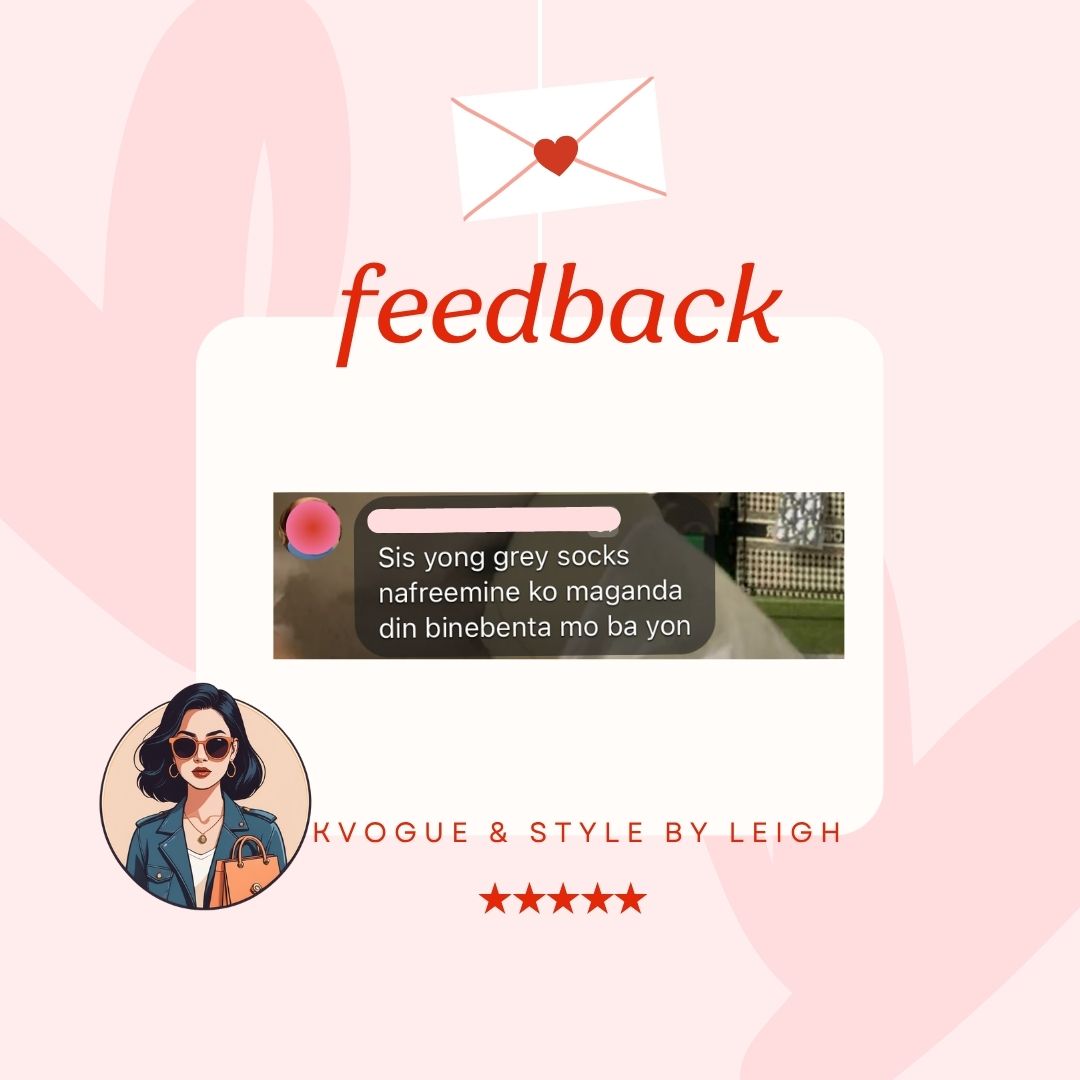 feedback
Sis yong grey socks
nafreemine ko maganda
din binebenta mo ba yon
KVOGUE & STYLE BY LEIGH